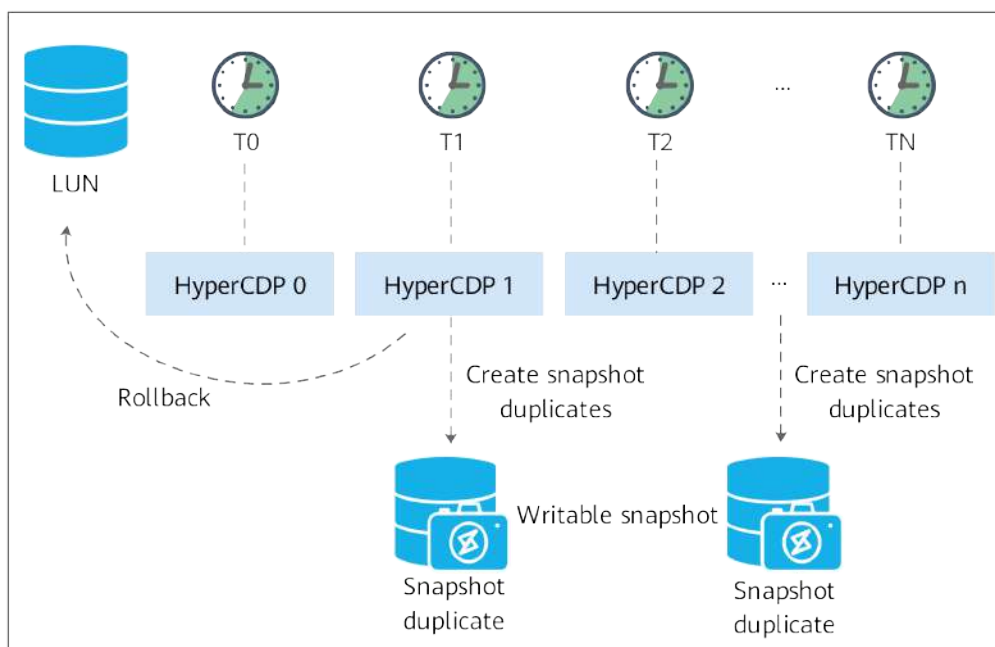 T0
T1
T2
...
TN
LUN
HyperCDP 0
HyperCDP 1
HyperCDP 2
...
HyperCDP n
Rollback
Create snapshot
duplicates
Create snapshot
duplicates
Writable snapshot
Snapshot
duplicate
Snapshot
duplicate